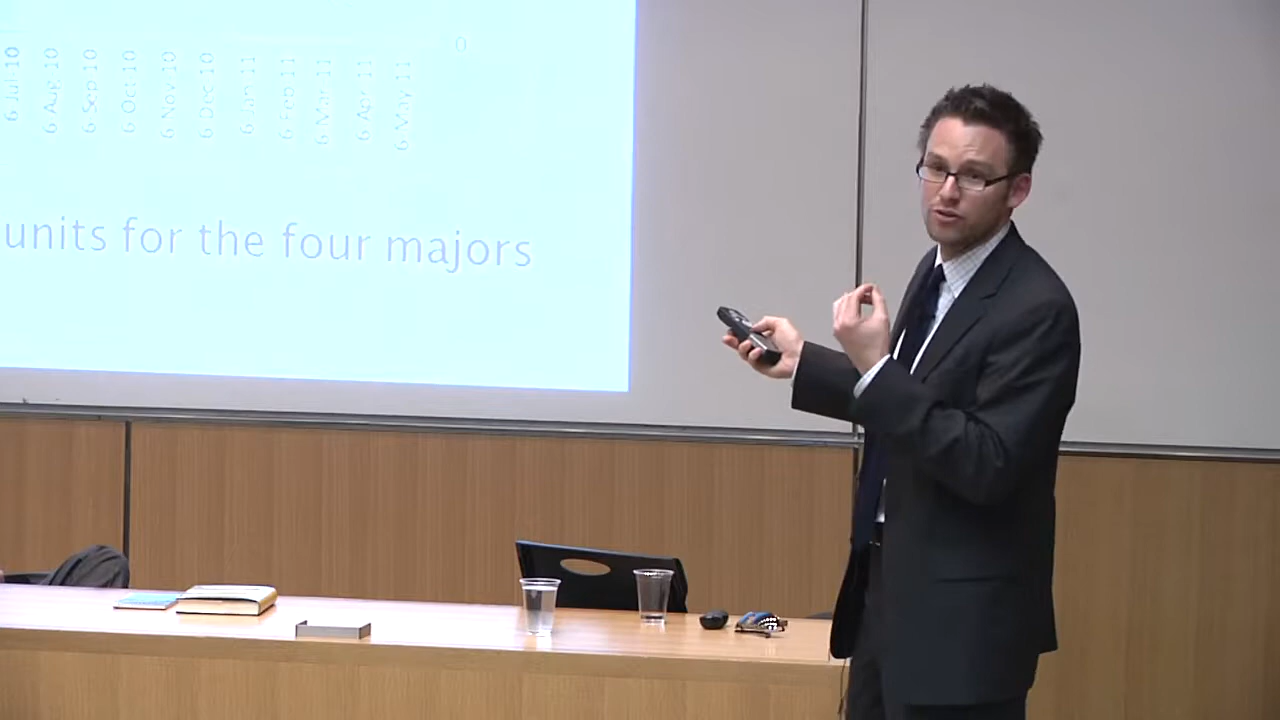 0
6 Jul 10
6 Aug 10
6 Sep 10
6 Oct 10
6 Nov 10
6 Dec 10
6 Jan 11
6 Feb 11
6 Mar 11
6 Apr 11
6 May 11
units for the four majors